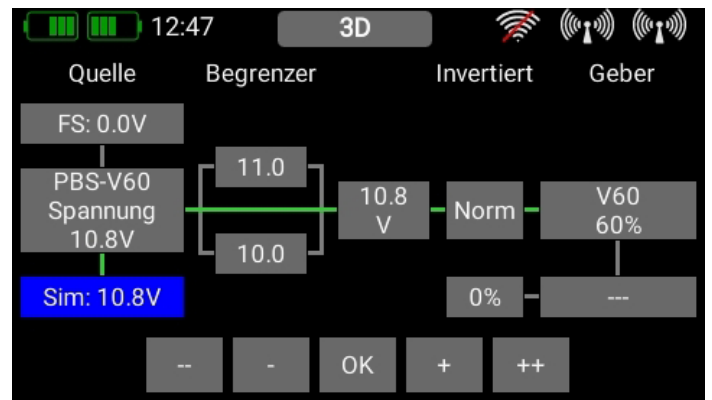 12:47 3D
Quelle Begrenzer Invertiert Geber
FS: 0.0V
PBS-V60
Spannung
10.8V
Sim: 10.8V
11.0
10.0
10.8
V
Norm
V60
60%
0%
---
-- - OK + ++